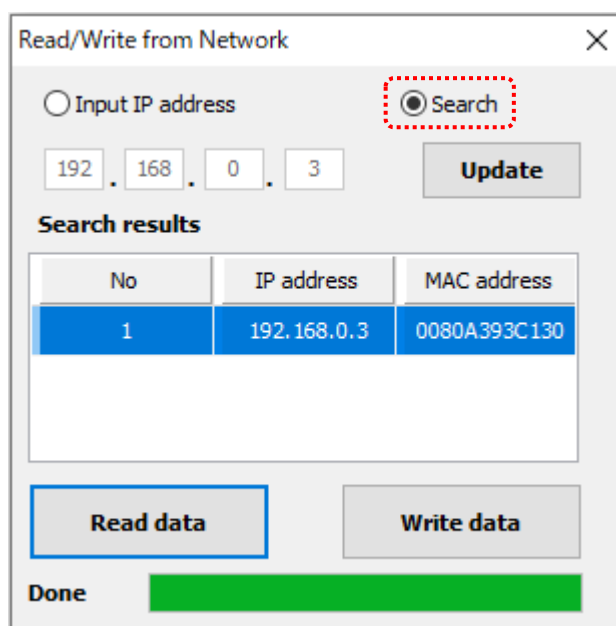 Read/Write from Network
Input IP address Search
192 . 168 . 0 . 3 Update
Search results
No IP address MAC address
1 192.168.0.3 0080A393C130
Read data Write data
Done